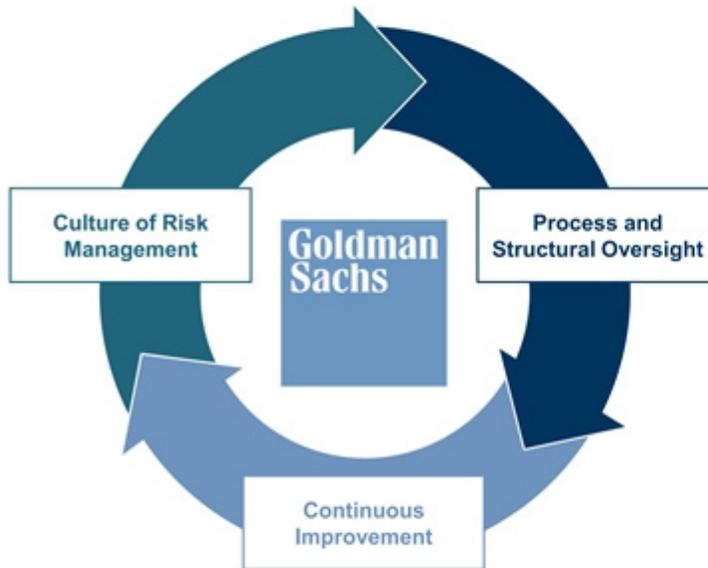 Culture of Risk
Management
Goldman
Sachs
Process and
Structural Oversight
Continuous
Improvement